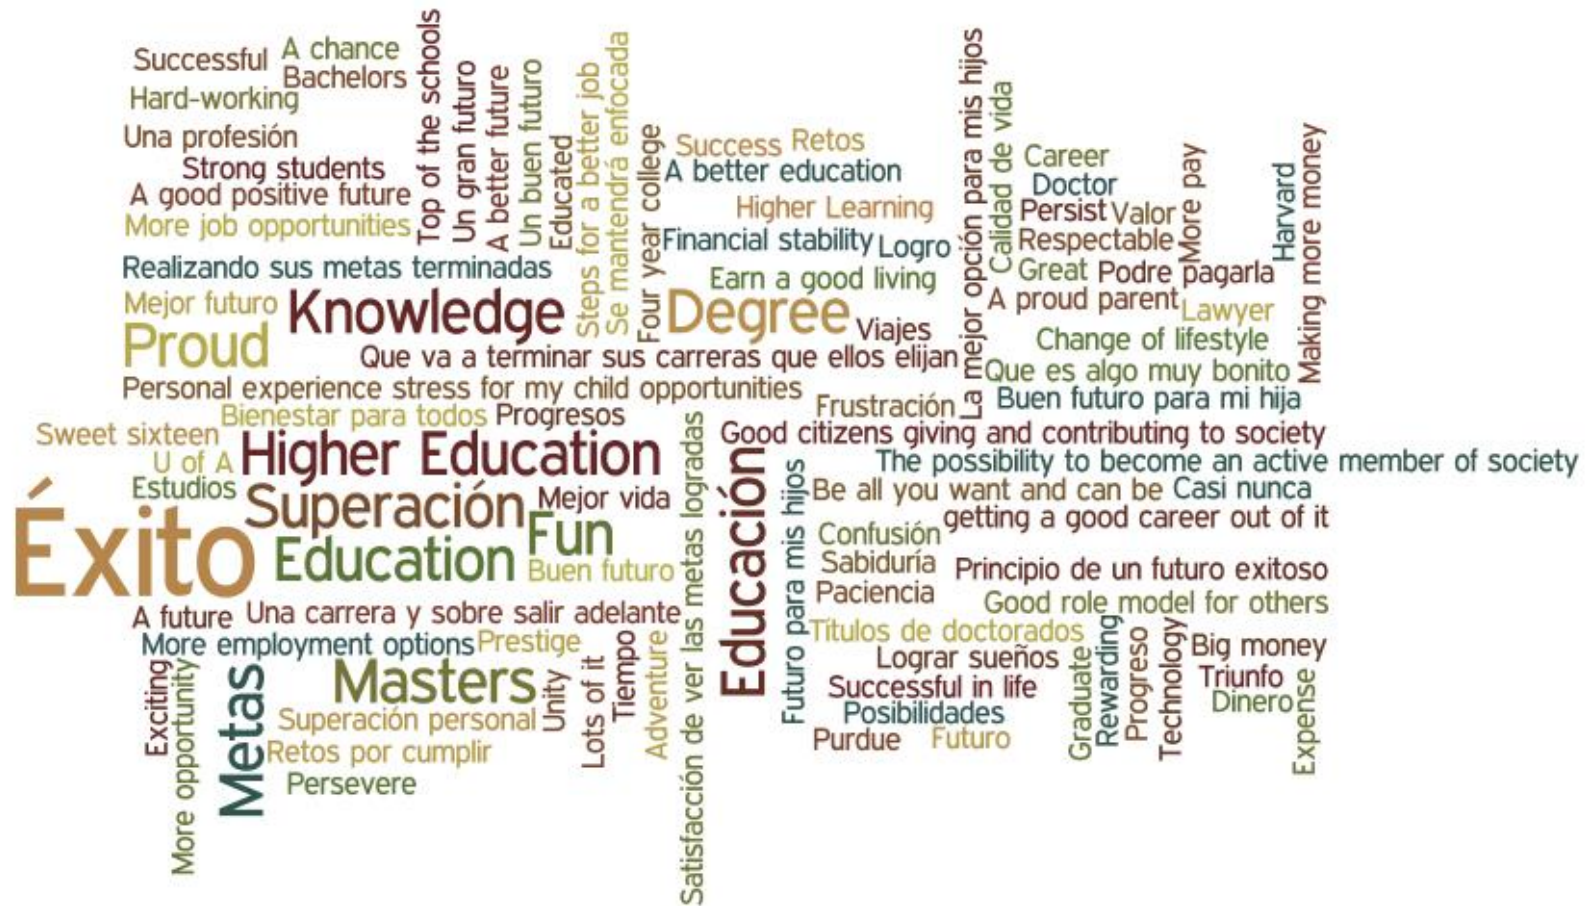 Successful
A chance
Bachelors
Hard-working
Una profesión
Strong students
A good positive future
More job opportunities
Top of the schools
Un gran futuro
A better future
Un buen futuro
Educated
Steps for a better job
Se mantendrá enfocada
Four year college
Success
Retos
A better education
Higher Learning
Financial stability
Logro
Earn a good living
La mejor opción para mis hijos
Calidad de vida
Career
Doctor
Persist
Valor
Respectable
More pay
Great
Podre pagarla
Harvard
Making more money
A proud parent
Lawyer
Change of lifestyle
Que es algo muy bonito
Buen futuro para mi hija
Realizando sus metas terminadas
Mejor futuro
Knowledge
Degree
Viajes
Proud
Que va a terminar sus carreras que ellos elijan
Personal experience stress for my child opportunities
Frustración
Bienestar para todos
Progresos
Sweet sixteen
Higher Education
U of A
Estudios
Superación
Mejor vida
Éxito
Education
Fun
Buen futuro
Satisfacción de ver las metas logradas
Educación
Good citizens giving and contributing to society
The possibility to become an active member of society
Futuro para mis hijos
Be all you want and can be
Casi nunca
getting a good career out of it
Confusión
Sabiduría
Principio de un futuro exitoso
Paciencia
Good role model for others
A future
Una carrera y sobre salir adelante
More employment options
Prestige
Exciting
More opportunity
Metas
Masters
Superación personal
Retos por cumplir
Persevere
Unity
Lots of it
Tiempo
Adventure
Títulos de doctorados
Lograr sueños
Successful in life
Posibilidades
Purdue
Futuro
Graduate
Rewarding
Progreso
Technology
Big money
Triunfo
Dinero
Expense